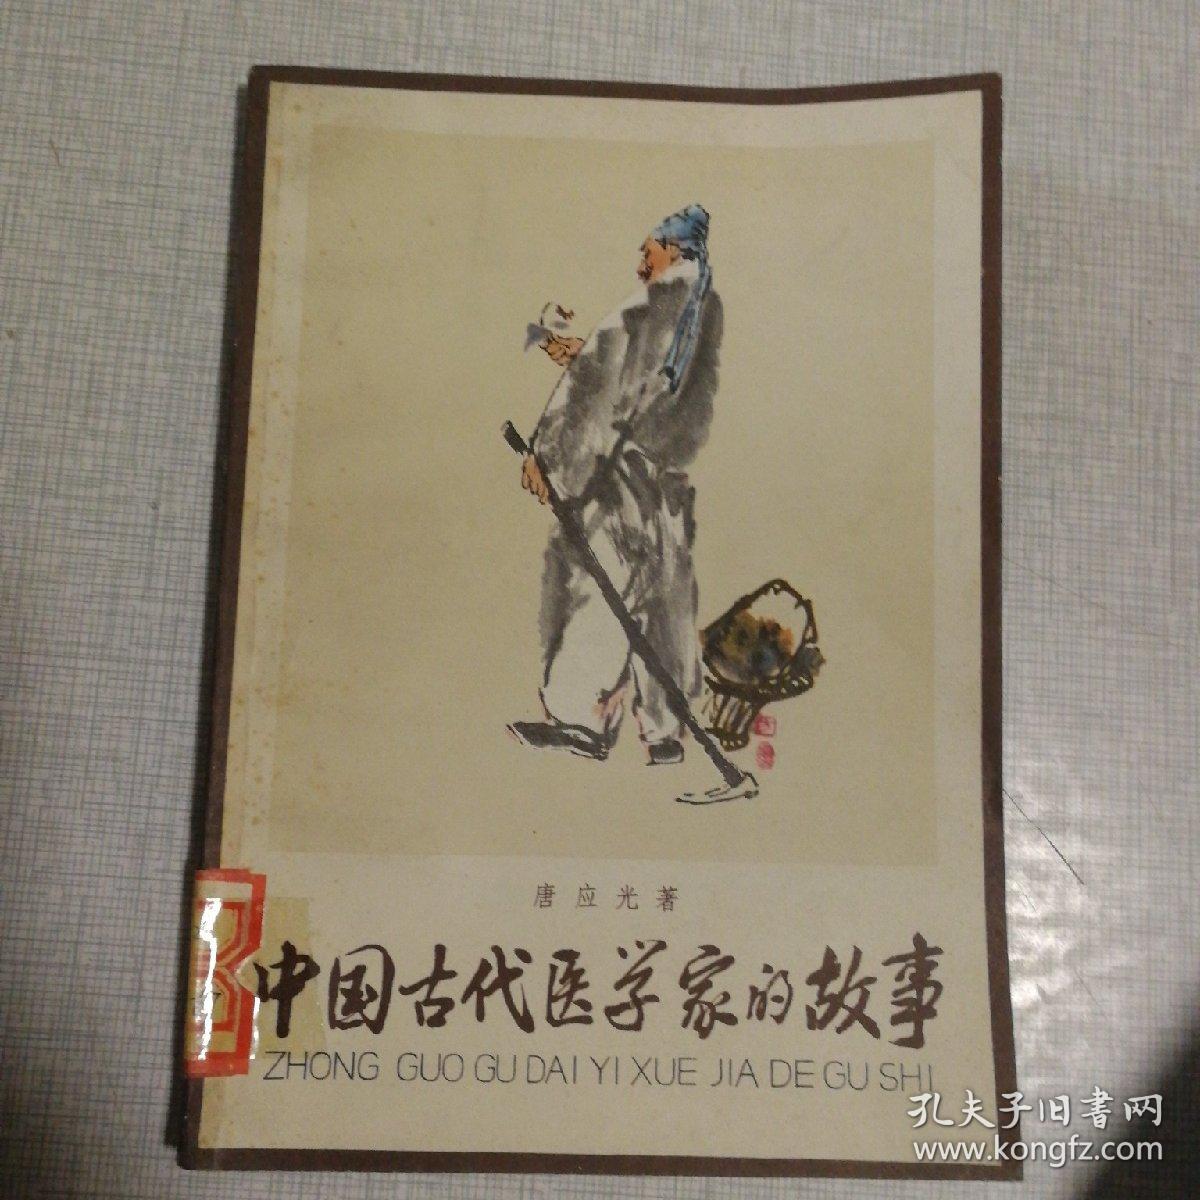 唐应光著
中国古代医学家的故事
ZHONG GUO GU DAI YI XUE JIA DE GU SHI
孔夫子旧書网
www.kongfz.com